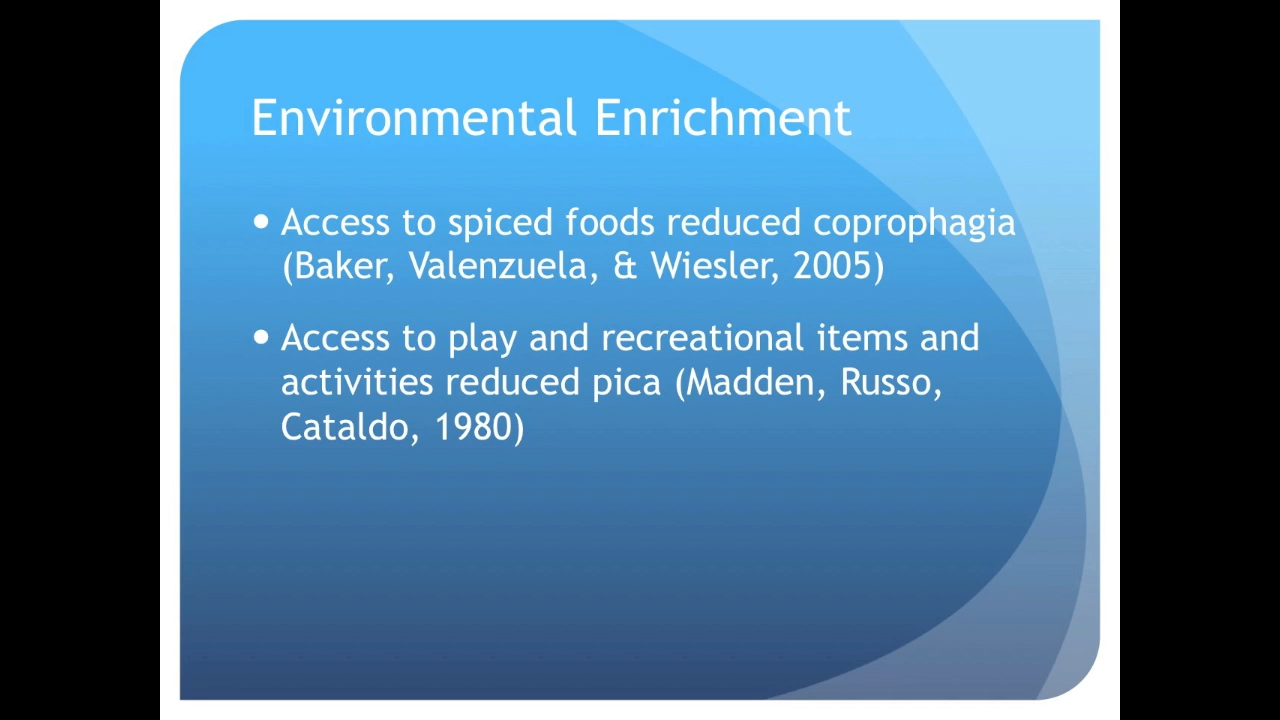 Environmental Enrichment
• Access to spiced foods reduced coprophagia
(Baker, Valenzuela, & Wiesler, 2005)
• Access to play and recreational items and
activities reduced pica (Madden, Russo,
Cataldo, 1980)